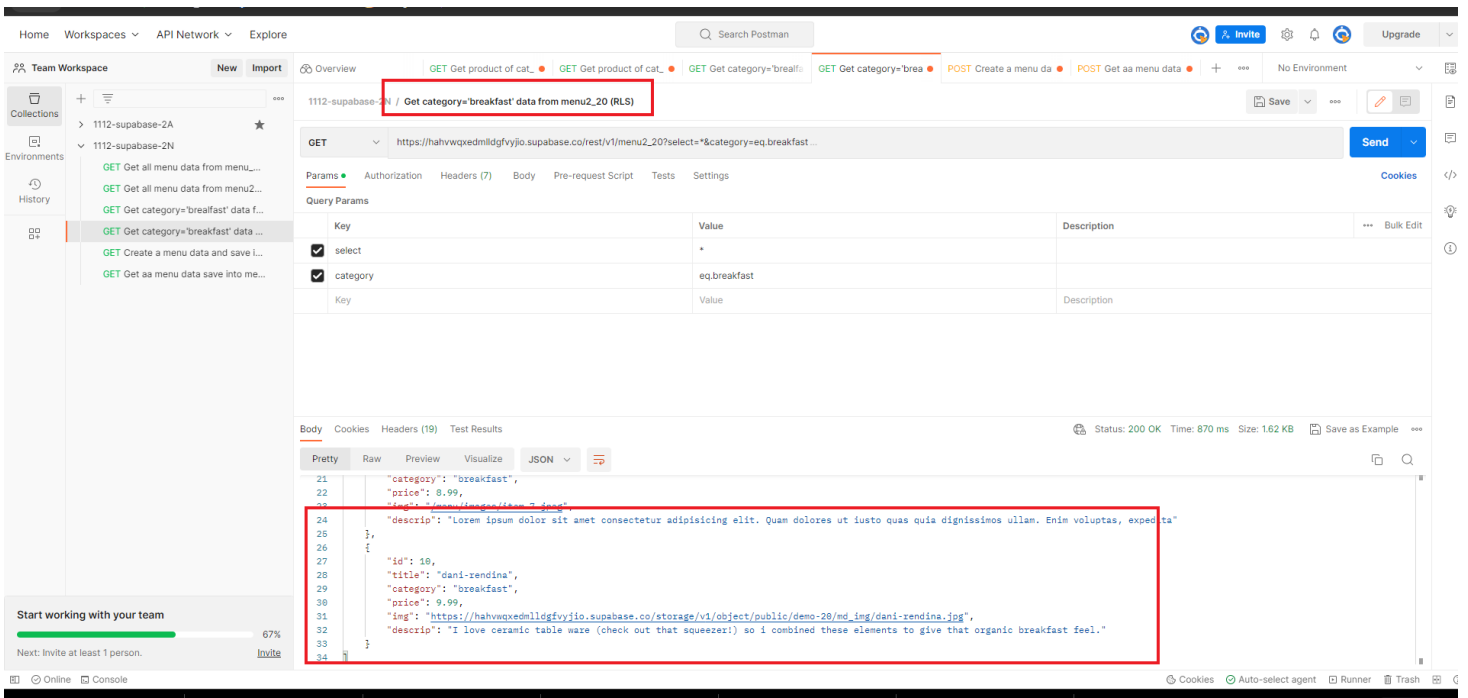 Home Workspaces API Network Explore Search Postman Invite Upgrade
Team Workspace New Import Overview GET Get product of cat_ GET Get product of cat_ GET Get category='brealfa GET Get category='brea POST Create a menu da POST Get aa menu data No Environment
Collections
Environments
History
> 1112-supabase-2A
1112-supabase-2N
GET Get all menu data from menu_...
GET Get all menu data from menu2...
GET Get category='brealfast' data f...
GET Get category='breakfast' data ...
GET Create a menu data and save i...
GET Get aa menu data save into me...
1112-supabase-2N / Get category='breakfast' data from menu2_20 (RLS) Save
GET https://hahvwqxedmlldgfvyjio.supabase.co/rest/v1/menu2_20?select=*&category=eq.breakfast... Send
Params Authorization Headers (7) Body Pre-request Script Tests Settings Cookies
Query Params
Key Value Description Bulk Edit
select *
category eq.breakfast
Key Value Description
Body Cookies Headers (19) Test Results Status: 200 OK Time: 870 ms Size: 1.62 KB Save as Example
Pretty Raw Preview Visualize JSON
21 "category": "breakfast",
22 "price": 8.99,
23 "img": "/menu/images/item-7.jpeg",
24 "descrip": "Lorem ipsum dolor sit amet consectetur adipisicing elit. Quam dolores ut iusto quas quia dignissimos ullam. Enim voluptas, expedita"
25 },
26 {
27 "id": 10,
28 "title": "dani-rendina",
29 "category": "breakfast",
30 "price": 9.99,
31 "img": "https://hahvwqxedmlldgfvyjio.supabase.co/storage/v1/object/public/demo-20/md_img/dani-rendina.jpg",
32 "descrip": "I love ceramic table ware (check out that squeezer!) so i combined these elements to give that organic breakfast feel."
33 }
34 ]
Start working with your team
67%
Next: Invite at least 1 person. Invite
Online Console Cookies Auto-select agent Runner Trash